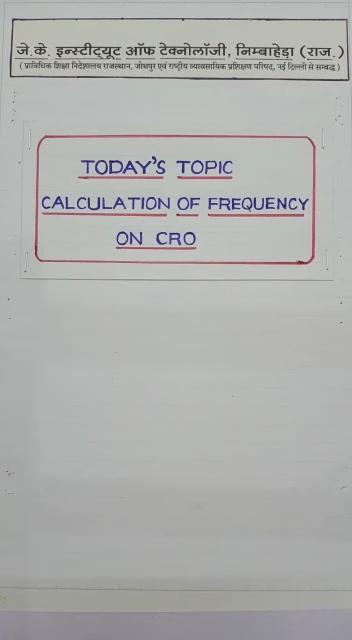 जे.के. इन्स्टीट्यूट ऑफ टेक्नोलॉजी, निम्बाहेड़ा (राज.)
( प्राविधिक शिक्षा निदेशालय राजस्थान, जोधपुर एवं राष्ट्रीय व्यावसायिक प्रशिक्षण परिषद, नई दिल्ली से सम्बद्ध )
TODAY'S TOPIC
CALCULATION OF FREQUENCY
ON CRO